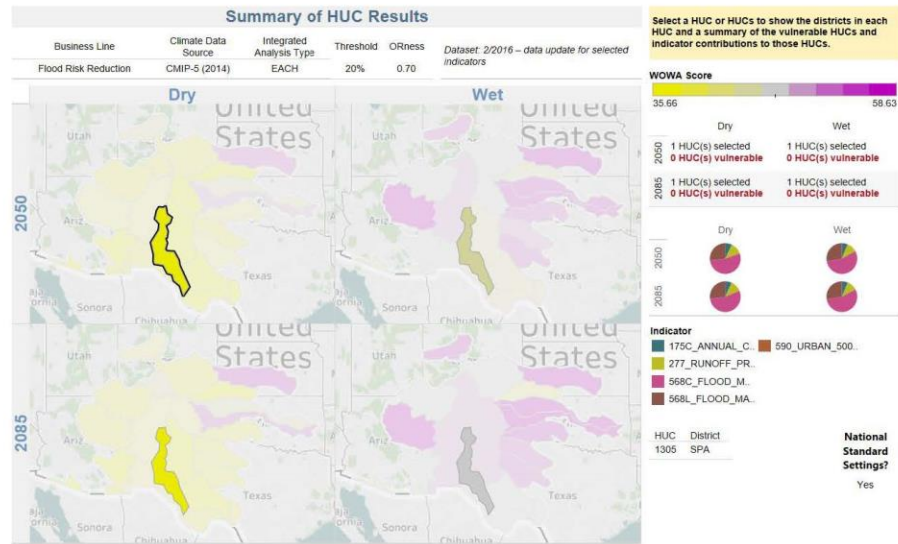 Summary of HUC Results
Business Line
Climate Data Source
Integrated Analysis Type
Threshold
ORness
Dataset: 2/2016 – data update for selected indicators
Flood Risk Reduction
CMIP-5 (2014)
EACH
20%
0.70
Dry
Wet
2050
United States
Utah
Ariz
Texas
Sonora
Chihuahua
United States
Utah
Ariz
Texas
Sonora
Chihuahua
2085
United States
Utah
Ariz
Texas
Sonora
Chihuahua
United States
Utah
Ariz
Texas
Sonora
Chihuahua
Select a HUC or HUCs to show the districts in each
HUC and a summary of the vulnerable HUCs and
indicator contributions to those HUCs.
WOWA Score
35.66
58.63
Dry
Wet
2050
1 HUC(s) selected
0 HUC(s) vulnerable
1 HUC(s) selected
0 HUC(s) vulnerable
2085
1 HUC(s) selected
0 HUC(s) vulnerable
1 HUC(s) selected
0 HUC(s) vulnerable
Dry
Wet
2050
2085
Indicator
175C_ANNUAL_C..
590_URBAN_500..
277_RUNOFF_PR..
568C_FLOOD_M..
568L_FLOOD_MA..
HUC District
1305 SPA
National
Standard
Settings?
Yes